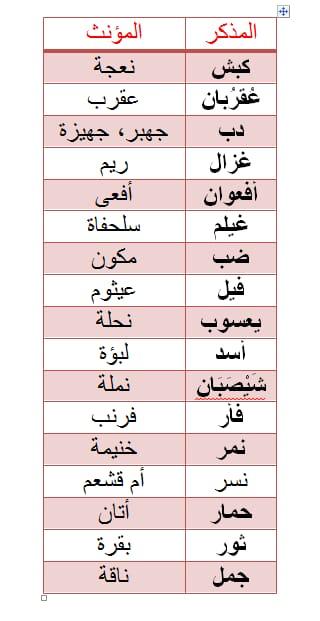 المذكر المؤنث
كبش نعجة
عُقرُبان عقرب
دب جهبر، جهيزة
غزال ريم
أفعوان أفعى
غيلم سلحفاة
ضب مكون
فيل عيثوم
يعسوب نحلة
أسد لبؤة
شَيْصَبَان نملة
فأر فرنب
نمر خنيمة
نسر أم قشعم
حمار أتان
ثور بقرة
جمل ناقة